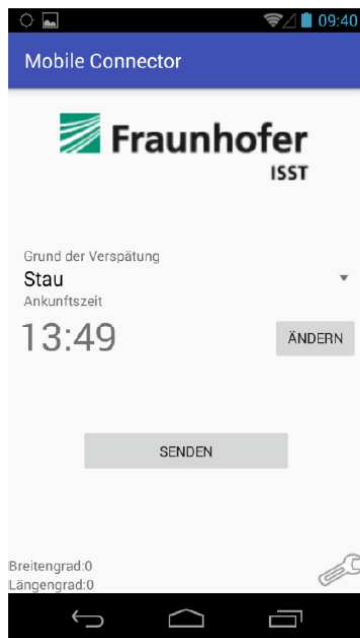 09:40
Mobile Connector
Fraunhofer
ISST
Grund der Verspätung
Stau
Ankunftszeit
13:49
ÄNDERN
SENDEN
Breitengrad:0
Längengrad:0